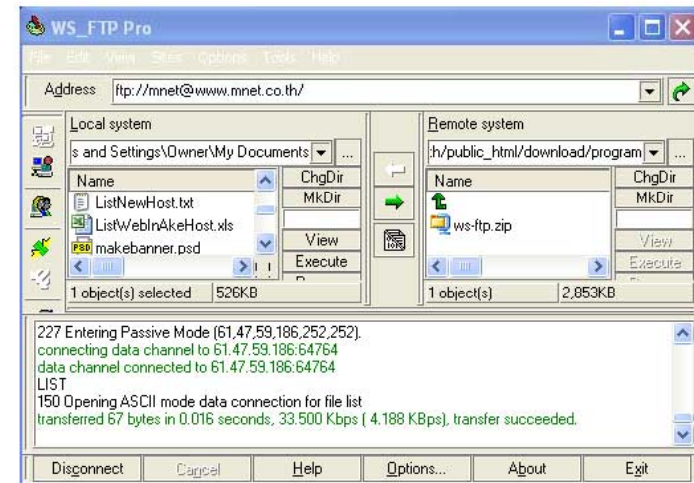 WS_FTP Pro
File Edit View Sites Options Tools Help
Address ftp://mnet@www.mnet.co.th/
Local system
s and Settings\Owner\My Documents ...
Name
ListNewHost.txt
ListWebInAkeHost.xls
PSD makebanner.psd
ChgDir
MkDir
View
Execute
1 object(s) selected 526KB
Remote system
:h/public_html/download/program ...
Name
ws-ftp.zip
ChgDir
MkDir
View
Execute
1 object(s) 2,853KB
227 Entering Passive Mode (61,47,59,186,252,252).
connecting data channel to 61.47.59.186:64764
data channel connected to 61.47.59.186:64764
LIST
150 Opening ASCII mode data connection for file list
transferred 67 bytes in 0.016 seconds, 33.500 Kbps ( 4.188 KBps), transfer succeeded.
Disconnect Cancel Help Options... About Exit